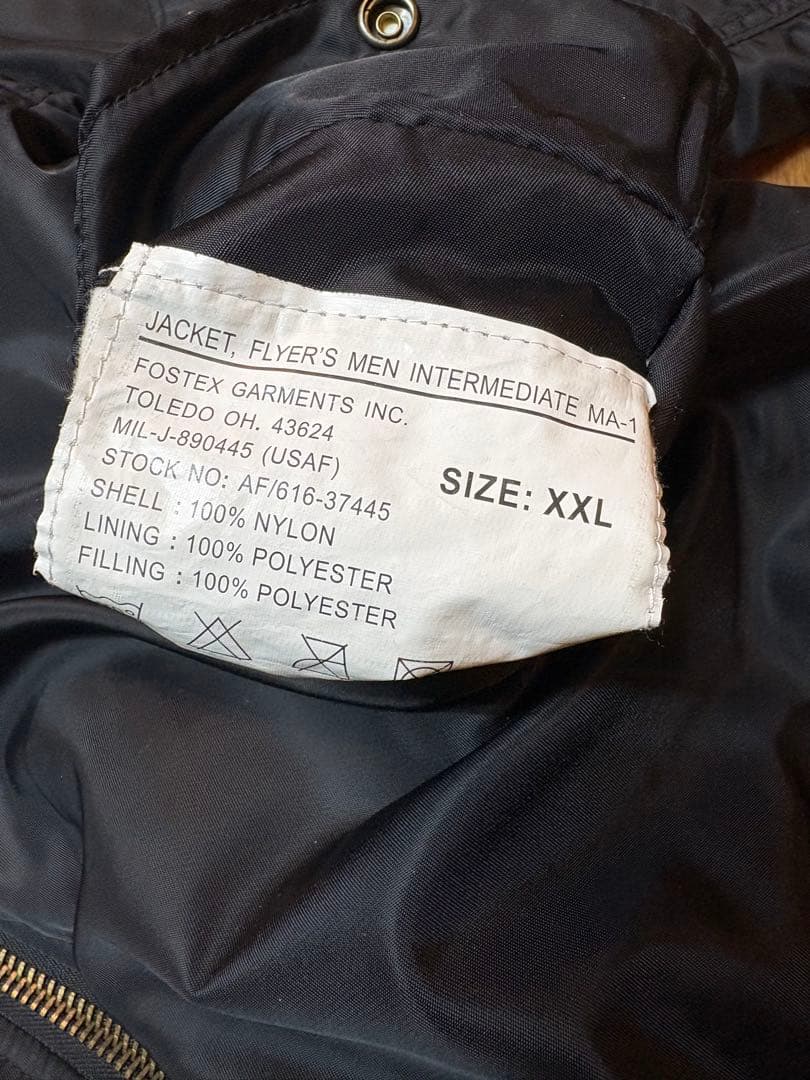 JACKET, FLYER'S MEN INTERMEDIATE MA-1
FOSTEX GARMENTS INC.
TOLEDO OH. 43624
MIL-J-890445 (USAF)
STOCK NO: AF/616-37445
SIZE: XXL
SHELL : 100% NYLON
LINING : 100% POLYESTER
FILLING : 100% POLYESTER